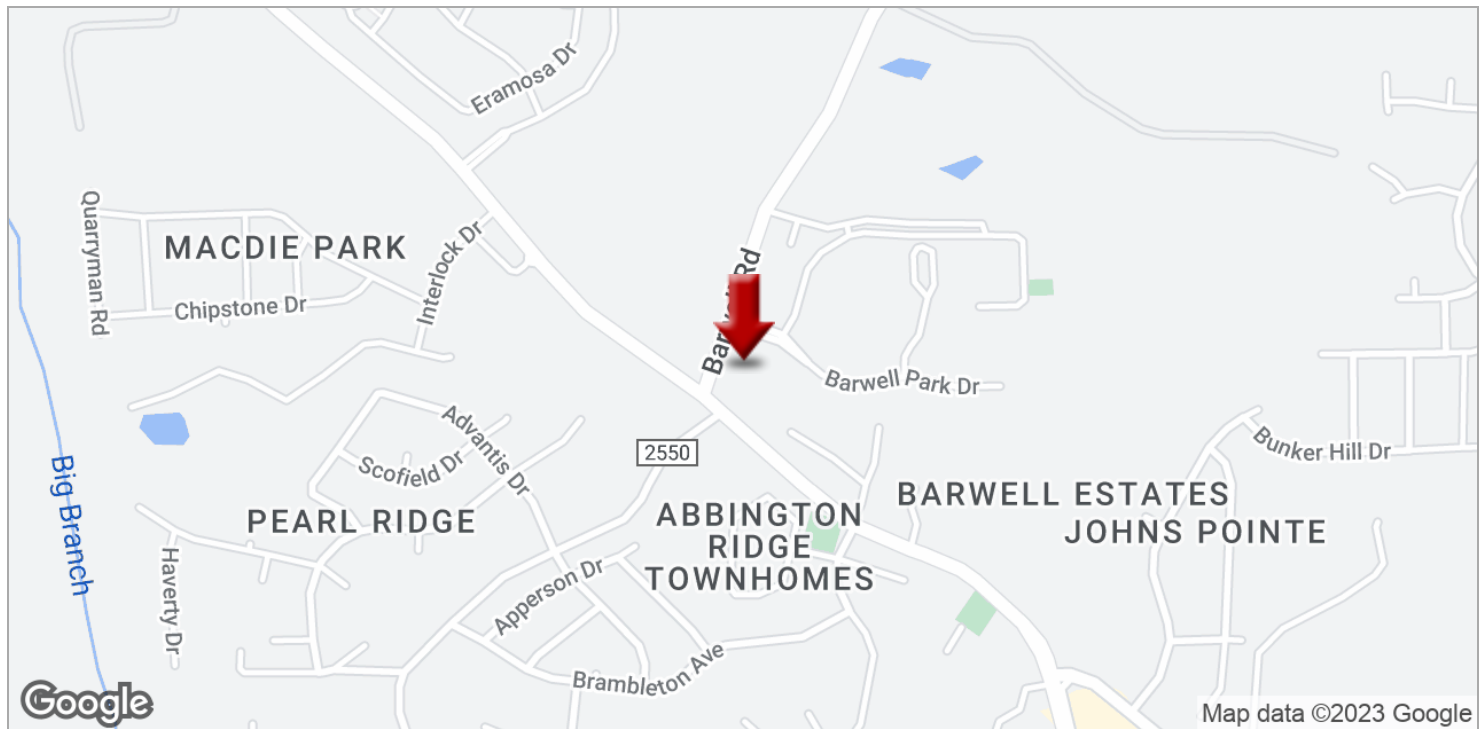 Eramosa Dr
Quarryman Rd
MACDIE PARK
Interlock Dr
Chipstone Dr
Rd
Barwell Park Dr
Advantis Dr
Scofield Dr
2550
Bunker Hill Dr
Big Branch
PEARL RIDGE
ABBINGTON
RIDGE
TOWNHOMES
BARWELL ESTATES
JOHNS POINTE
Haverty Dr
Apperson Dr
Brambleton Ave
Google
Map data ©2023 Google